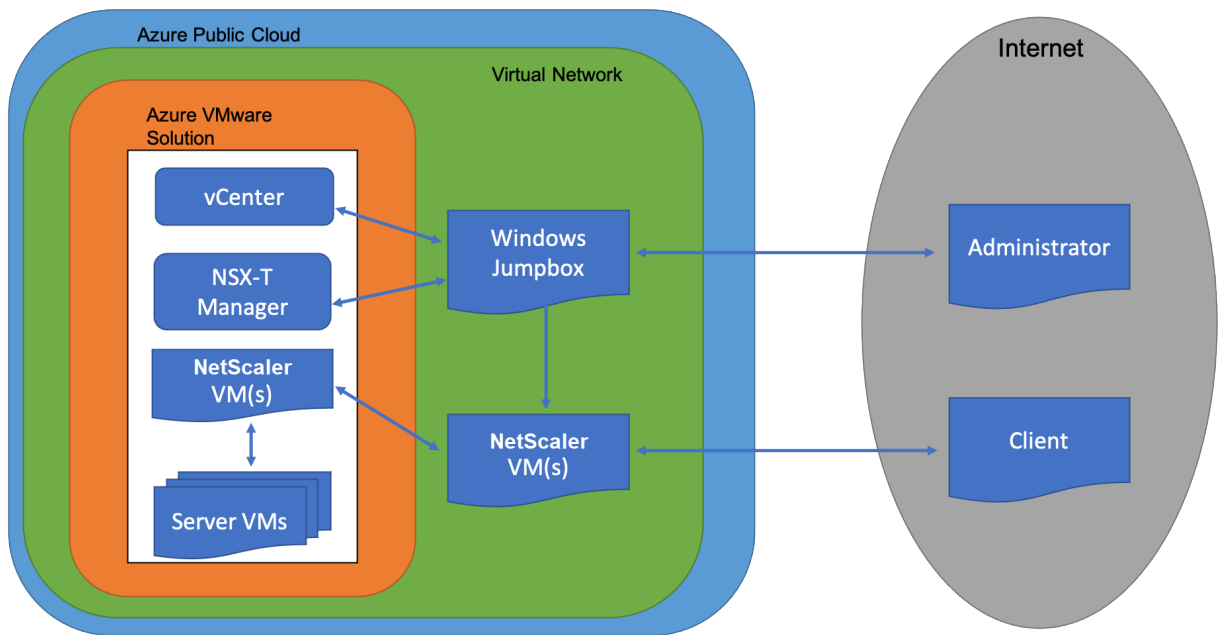 Azure Public Cloud
Virtual Network
Azure VMware
Solution
vCenter
NSX-T
Manager
NetScaler
VM(s)
Server VMs
Windows
Jumpbox
NetScaler
VM(s)
Internet
Administrator
Client